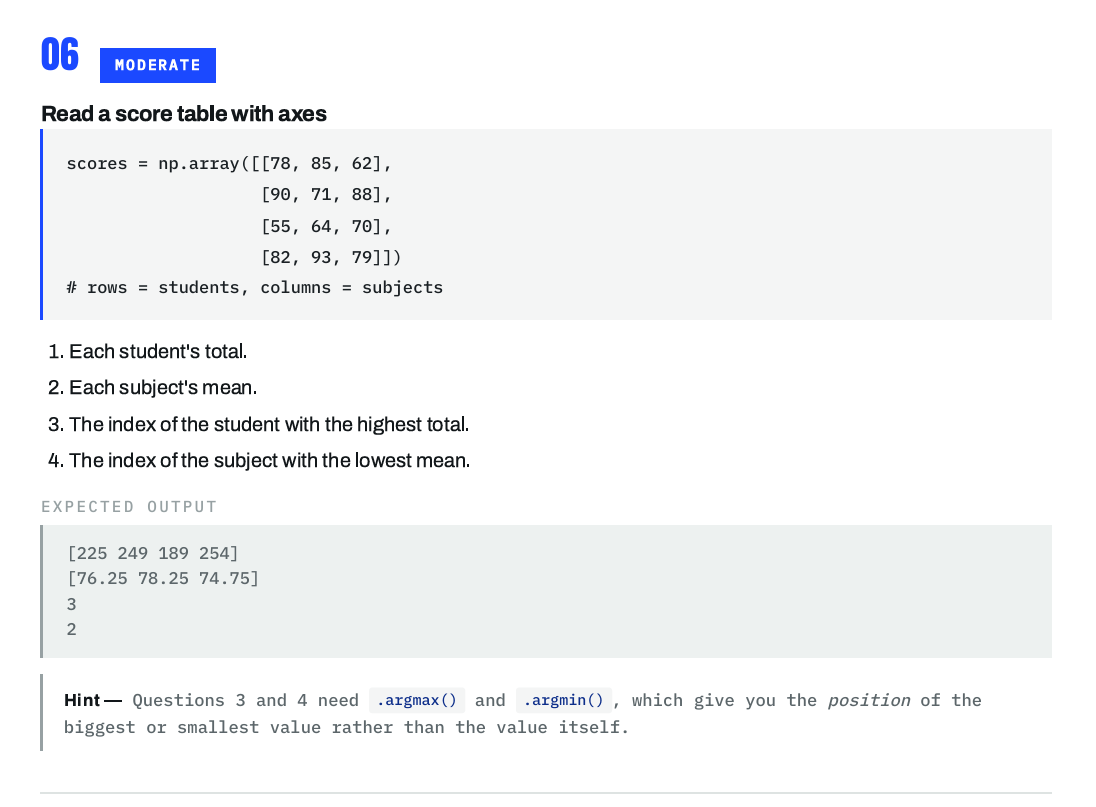 06
MODERATE
Read a score table with axes
scores = np.array([[78, 85, 62],
                   [90, 71, 88],
                   [55, 64, 70],
                   [82, 93, 79]])
# rows = students, columns = subjects
1. Each student's total.
2. Each subject's mean.
3. The index of the student with the highest total.
4. The index of the subject with the lowest mean.
EXPECTED OUTPUT
[225 249 189 254]
[76.25 78.25 74.75]
3
2
Hint — Questions 3 and 4 need .argmax() and .argmin(), which give you the position of the
biggest or smallest value rather than the value itself.